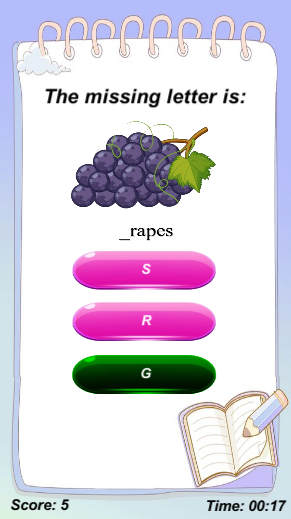 The missing letter is:
_rapes
S
R
G
Score: 5
Time: 00:17